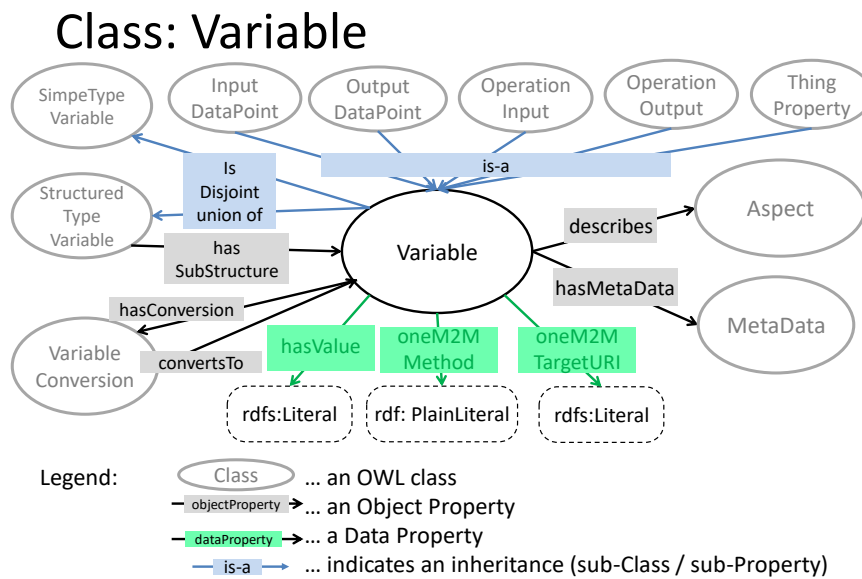 Class: Variable
SimpeType
Variable
Input
DataPoint
Output
DataPoint
Operation
Input
Operation
Output
Thing
Property
Is
Disjoint
union of
is-a
Structured
Type
Variable
has
SubStructure
Variable
describes
Aspect
hasMetaData
MetaData
hasConversion
convertsTo
Variable
Conversion
hasValue
oneM2M
Method
oneM2M
TargetURI
rdfs:Literal
rdf: PlainLiteral
rdfs:Literal
Legend:
Class
... an OWL class
objectProperty
... an Object Property
dataProperty
... a Data Property
is-a
... indicates an inheritance (sub-Class / sub-Property)